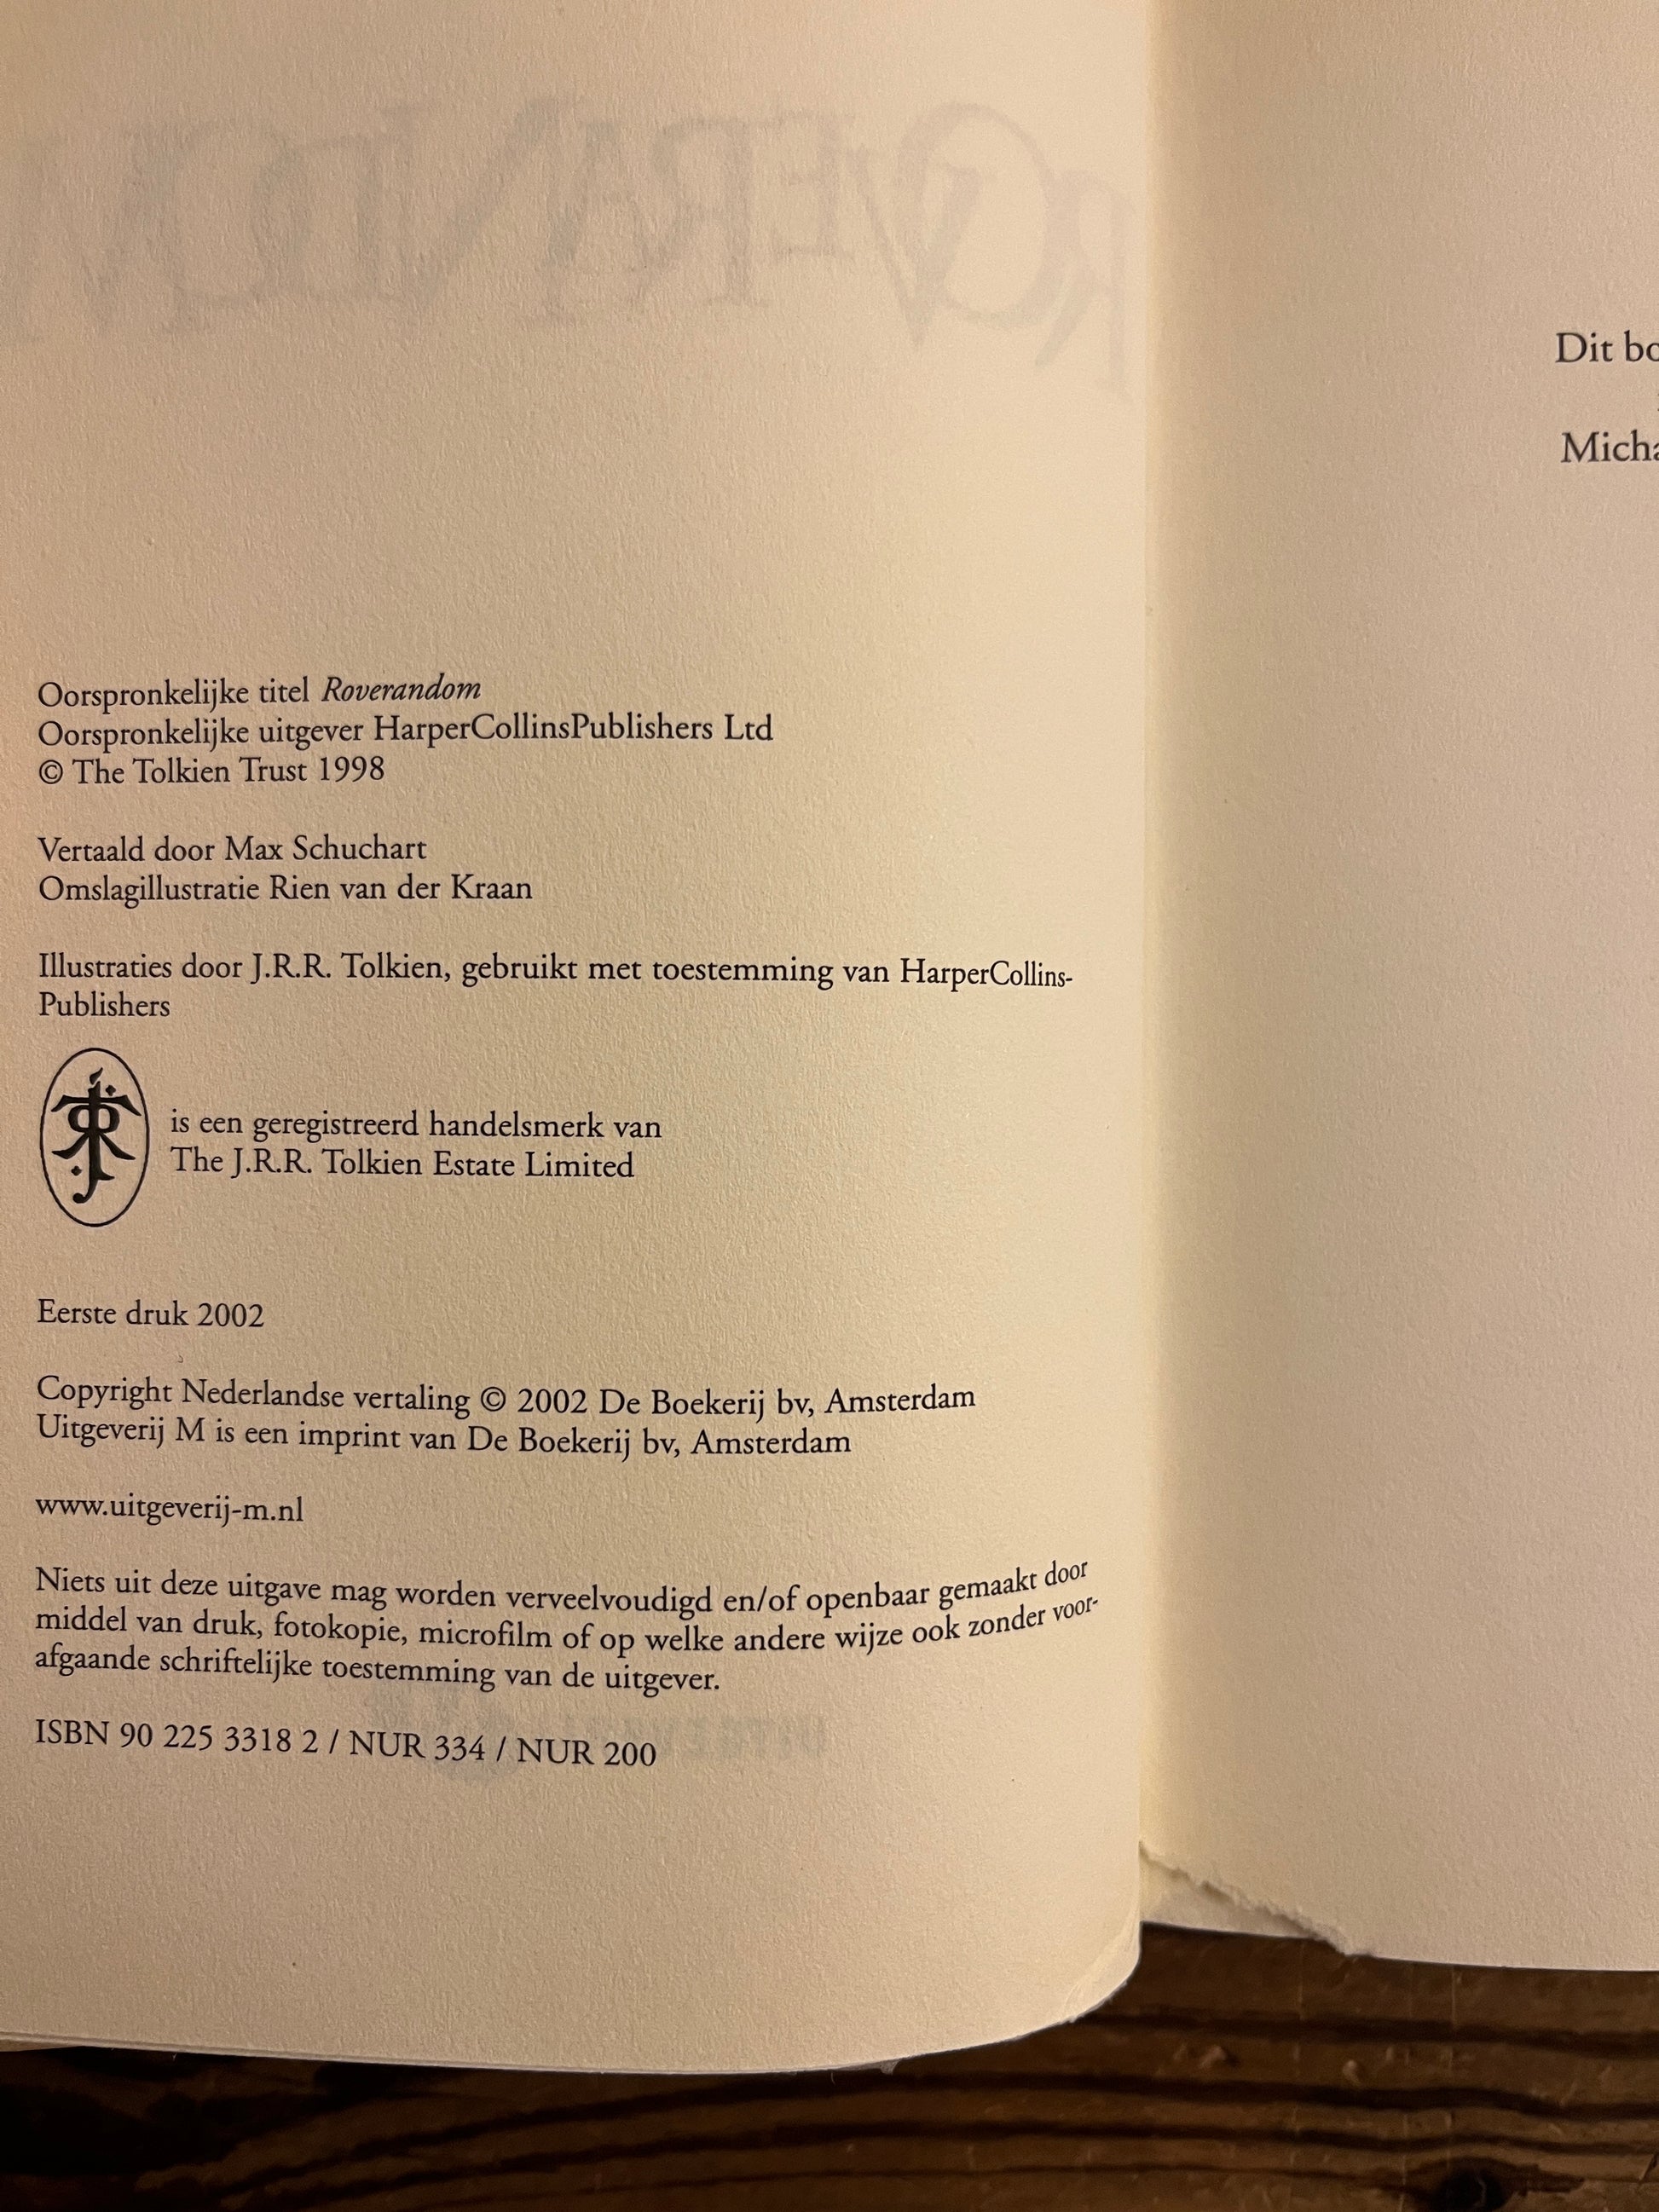 ROVERANDOM
Oorspronkelijke titel Roverandom
Oorspronkelijke uitgever HarperCollinsPublishers Ltd
© The Tolkien Trust 1998
Vertaald door Max Schuchart
Omslagillustratie Rien van der Kraan
Illustraties door J.R.R. Tolkien, gebruikt met toestemming van HarperCollins-
Publishers
is een geregistreerd handelsmerk van
The J.R.R. Tolkien Estate Limited
Eerste druk 2002
Copyright Nederlandse vertaling © 2002 De Boekerij bv, Amsterdam
Uitgeverij M is een imprint van De Boekerij bv, Amsterdam
www.uitgeverij-m.nl
Niets uit deze uitgave mag worden verveelvoudigd en/of openbaar gemaakt door
middel van druk, fotokopie, microfilm of op welke andere wijze ook zonder voor-
afgaande schriftelijke toestemming van de uitgever.
ISBN 90 225 3318 2 / NUR 334 / NUR 200
Dit bo
Micha